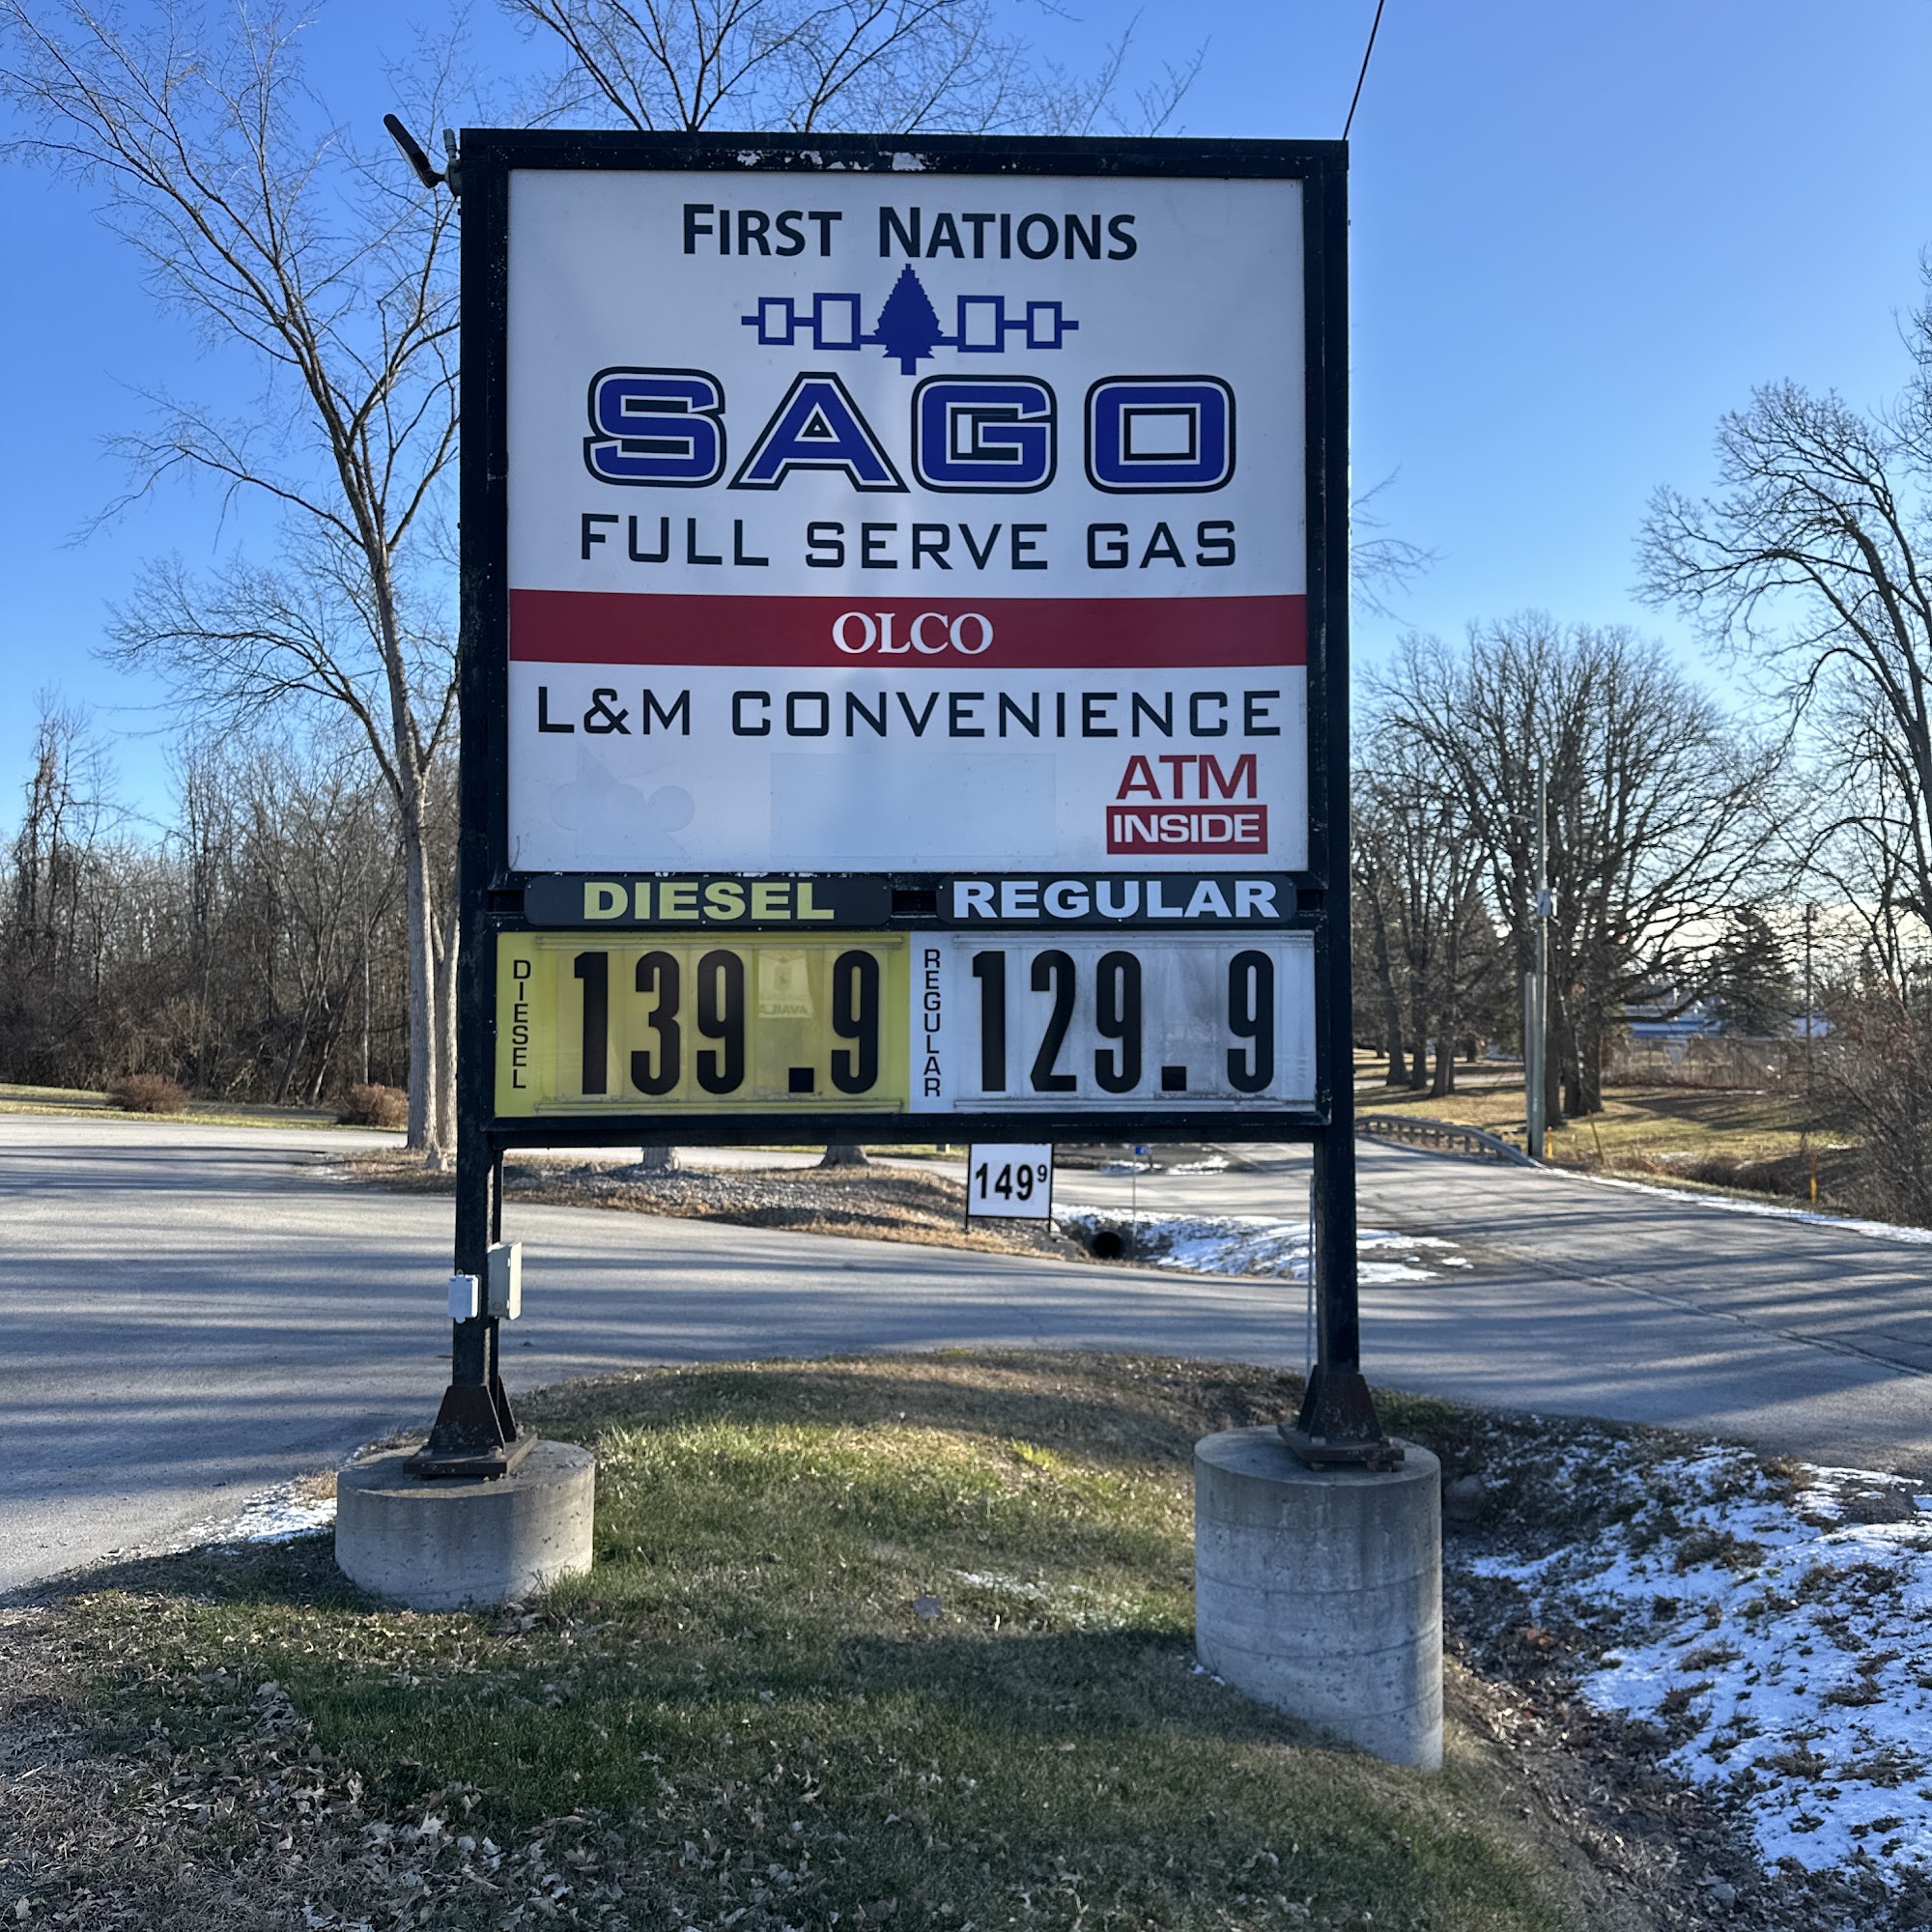 FIRST NATIONS
SAGO
FULL SERVE GAS
OLCO
L&M CONVENIENCE
ATM
INSIDE
DIESEL REGULAR
DIESEL 139.9 REGULAR 129.9
149⁹